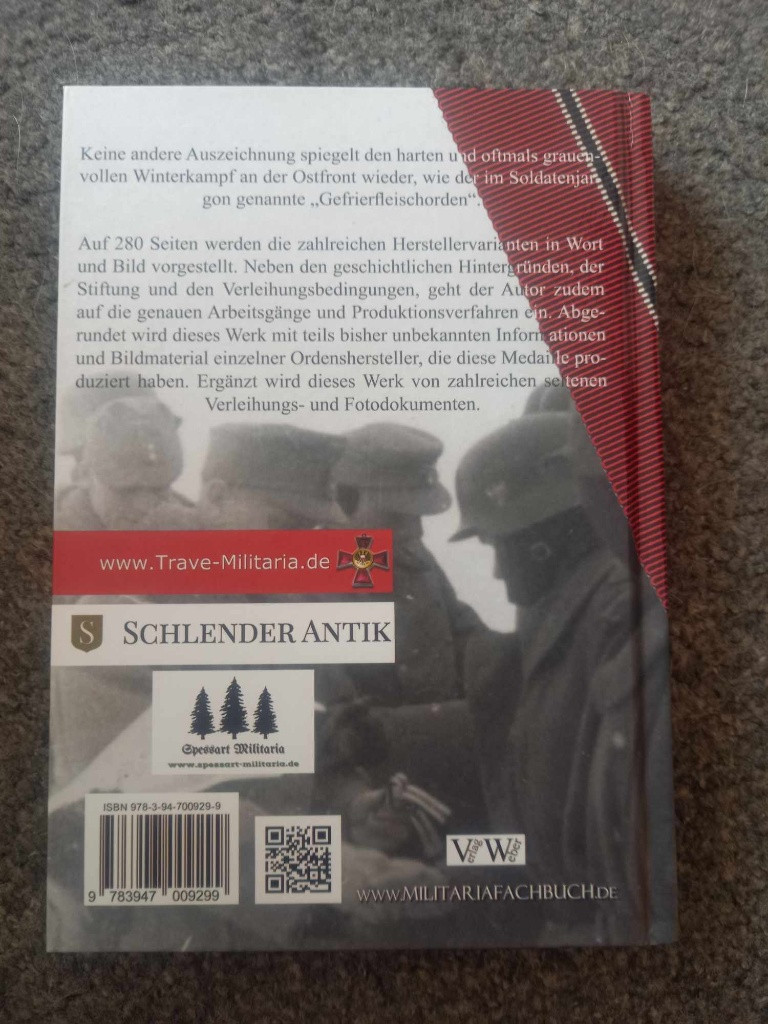 Keine andere Auszeichnung spiegelt den harten und oftmals grauen-
vollen Winterkampf an der Ostfront wieder, wie der im Soldatenjar-
gon genannte „Gefrierfleischorden“.
Auf 280 Seiten werden die zahlreichen Herstellervarianten in Wort
und Bild vorgestellt. Neben den geschichtlichen Hintergründen, der
Stiftung und den Verleihungsbedingungen, geht der Autor zudem
auf die genauen Arbeitsgänge und Produktionsverfahren ein. Abge-
rundet wird dieses Werk mit teils bisher unbekannten Informationen
und Bildmaterial einzelner Ordenshersteller, die diese Medaille pro-
duziert haben. Ergänzt wird dieses Werk von zahlreichen seltenen
Verleihungs- und Fotodokumenten.
www.Trave-Militaria.de
S SCHLENDER ANTIK
Spessart Militaria
www.spessart-militaria.de
ISBN 978-3-94-700929-9
9 783947 009299
Verlag Weber
WWW.MILITARIAFACHBUCH.DE